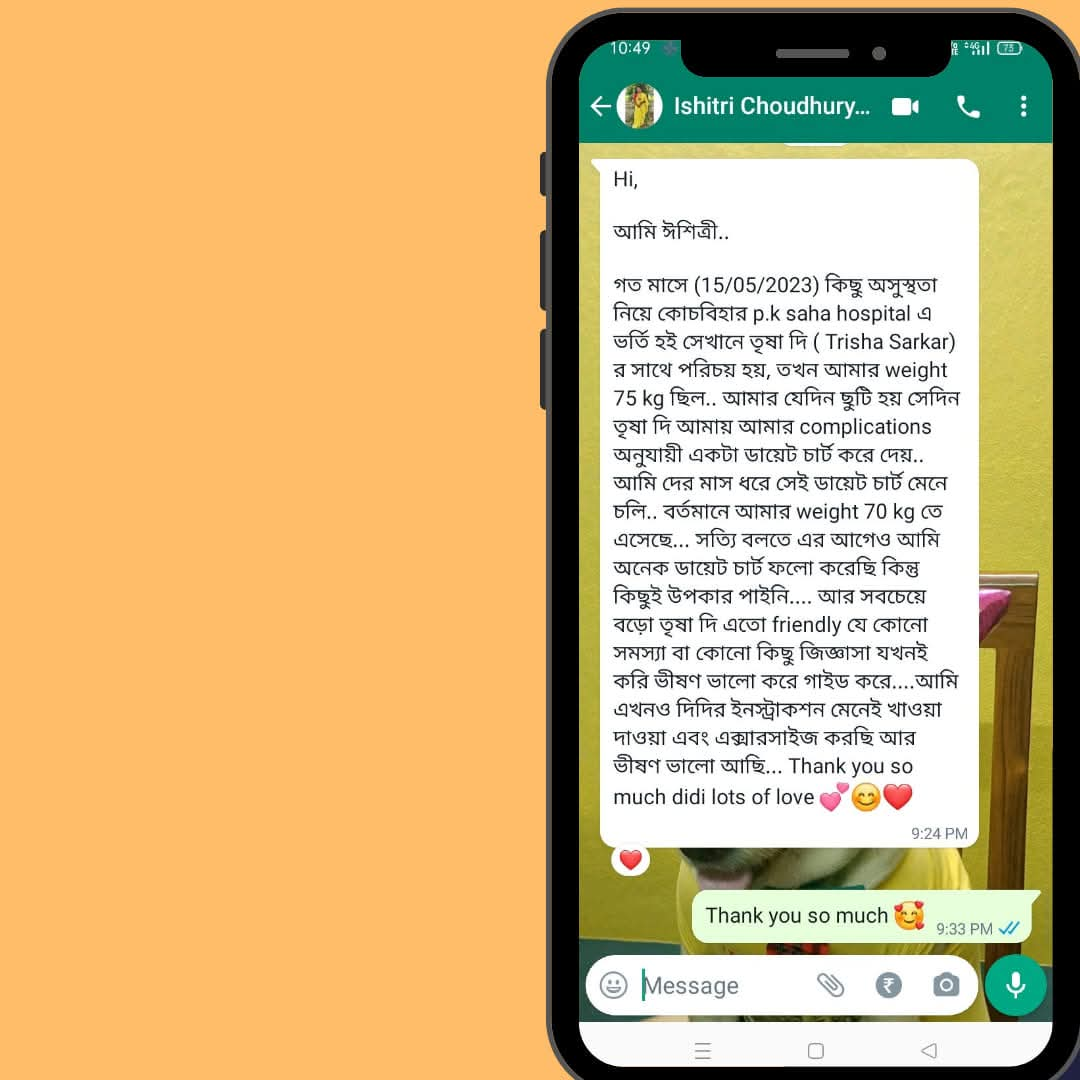 10:49
4G
73
Ishitri Choudhury...
Hi,
আমি ঈশিত্রী..
গত মাসে (15/05/2023) কিছু অসুস্থতা
নিয়ে কোচবিহার p.k saha hospital এ
ভর্তি হই সেখানে তৃষা দি ( Trisha Sarkar)
র সাথে পরিচয় হয়, তখন আমার weight
75 kg ছিল.. আমার যেদিন ছুটি হয় সেদিন
তৃষা দি আমায় আমার complications
অনুযায়ী একটা ডায়েট চার্ট করে দেয়..
আমি দের মাস ধরে সেই ডায়েট চার্ট মেনে
চলি.. বর্তমানে আমার weight 70 kg তে
এসেছে... সত্যি বলতে এর আগেও আমি
অনেক ডায়েট চার্ট ফলো করেছি কিন্তু
কিছুই উপকার পাইনি.... আর সবচেয়ে
বড়ো তৃষা দি এতো friendly যে কোনো
সমস্যা বা কোনো কিছু জিজ্ঞাসা যখনই
করি ভীষণ ভালো করে গাইড করে....আমি
এখনও দিদির ইনস্ট্রাকশন মেনেই খাওয়া
দাওয়া এবং এক্সারসাইজ করছি আর
ভীষণ ভালো আছি... Thank you so
much didi lots of love 💕😊❤️
9:24 PM
❤️
Thank you so much 🥰
9:33 PM
Message